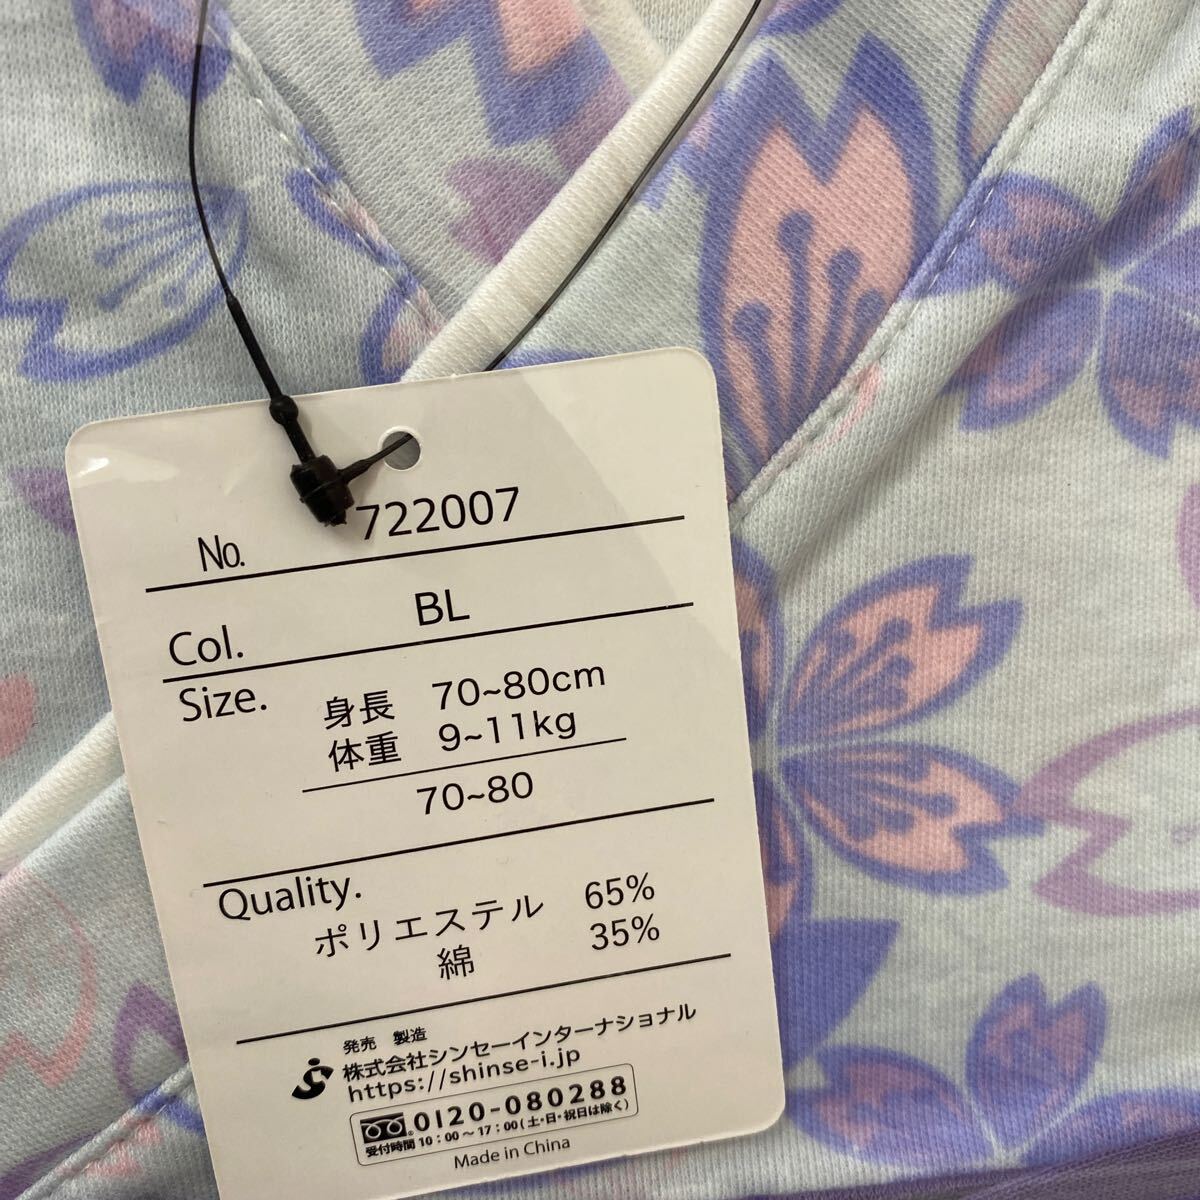 No. 722007
Col. BL
Size. 身長 70~80cm
体重 9~11kg
70~80
Quality.
ポリエステル 65%
綿 35%
発売 製造
株式会社シンセーインターナショナル
https://shinse-i.jp
0120-080288
受付時間 10:00～17:00(土・日・祝日は除く)
Made in China